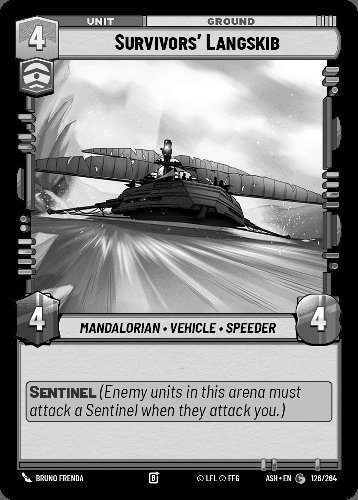 UNIT
GROUND
4
SURVIVORS' LANGSKIB
4
4
MANDALORIAN • VEHICLE • SPEEDER
SENTINEL (Enemy units in this arena must
attack a Sentinel when they attack you.)
BRUNO FRENDA
© LFL © FFG
ASH • EN
126/264